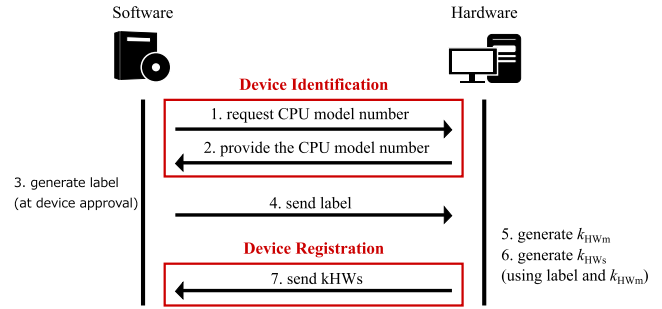 Software
Hardware
Device Identification
1. request CPU model number
2. provide the CPU model number
3. generate label
(at device approval)
4. send label
5. generate kHWm
6. generate kHWs
(using label and kHWm)
Device Registration
7. send kHWs